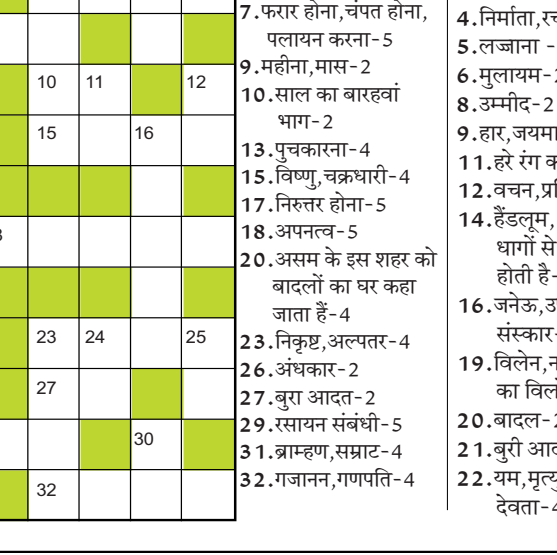 10 11 12
15 16
23 24 25
27
30
32
7.फरार होना,चंपत होना,
पलायन करना-5
9.महीना,मास-2
10.साल का बारहवां
भाग-2
13.पुचकारना-4
15.विष्णु,चक्रधारी-4
17.निरुत्तर होना-5
18.अपनत्व-5
20.असम के इस शहर को
बादलों का घर कहा
जाता हैं-4
23.निकृष्ट,अल्पतर-4
26.अंधकार-2
27.बुरा आदत-2
29.रसायन संबंधी-5
31.ब्राम्हण,सम्राट-4
32.गजानन,गणपति-4
4.निर्माता,
5.लज्जाना -
6.मुलायम-
8.उम्मीद-2
9.हार,
11.हरे रंग
12.वचन,
14.हैंडलूम,
धागों से
होती है-
16.जनेऊ,
संस्कार-
19.विलेन,
का
20.बादल-
21.बुरी
22.यम,
देवता-4